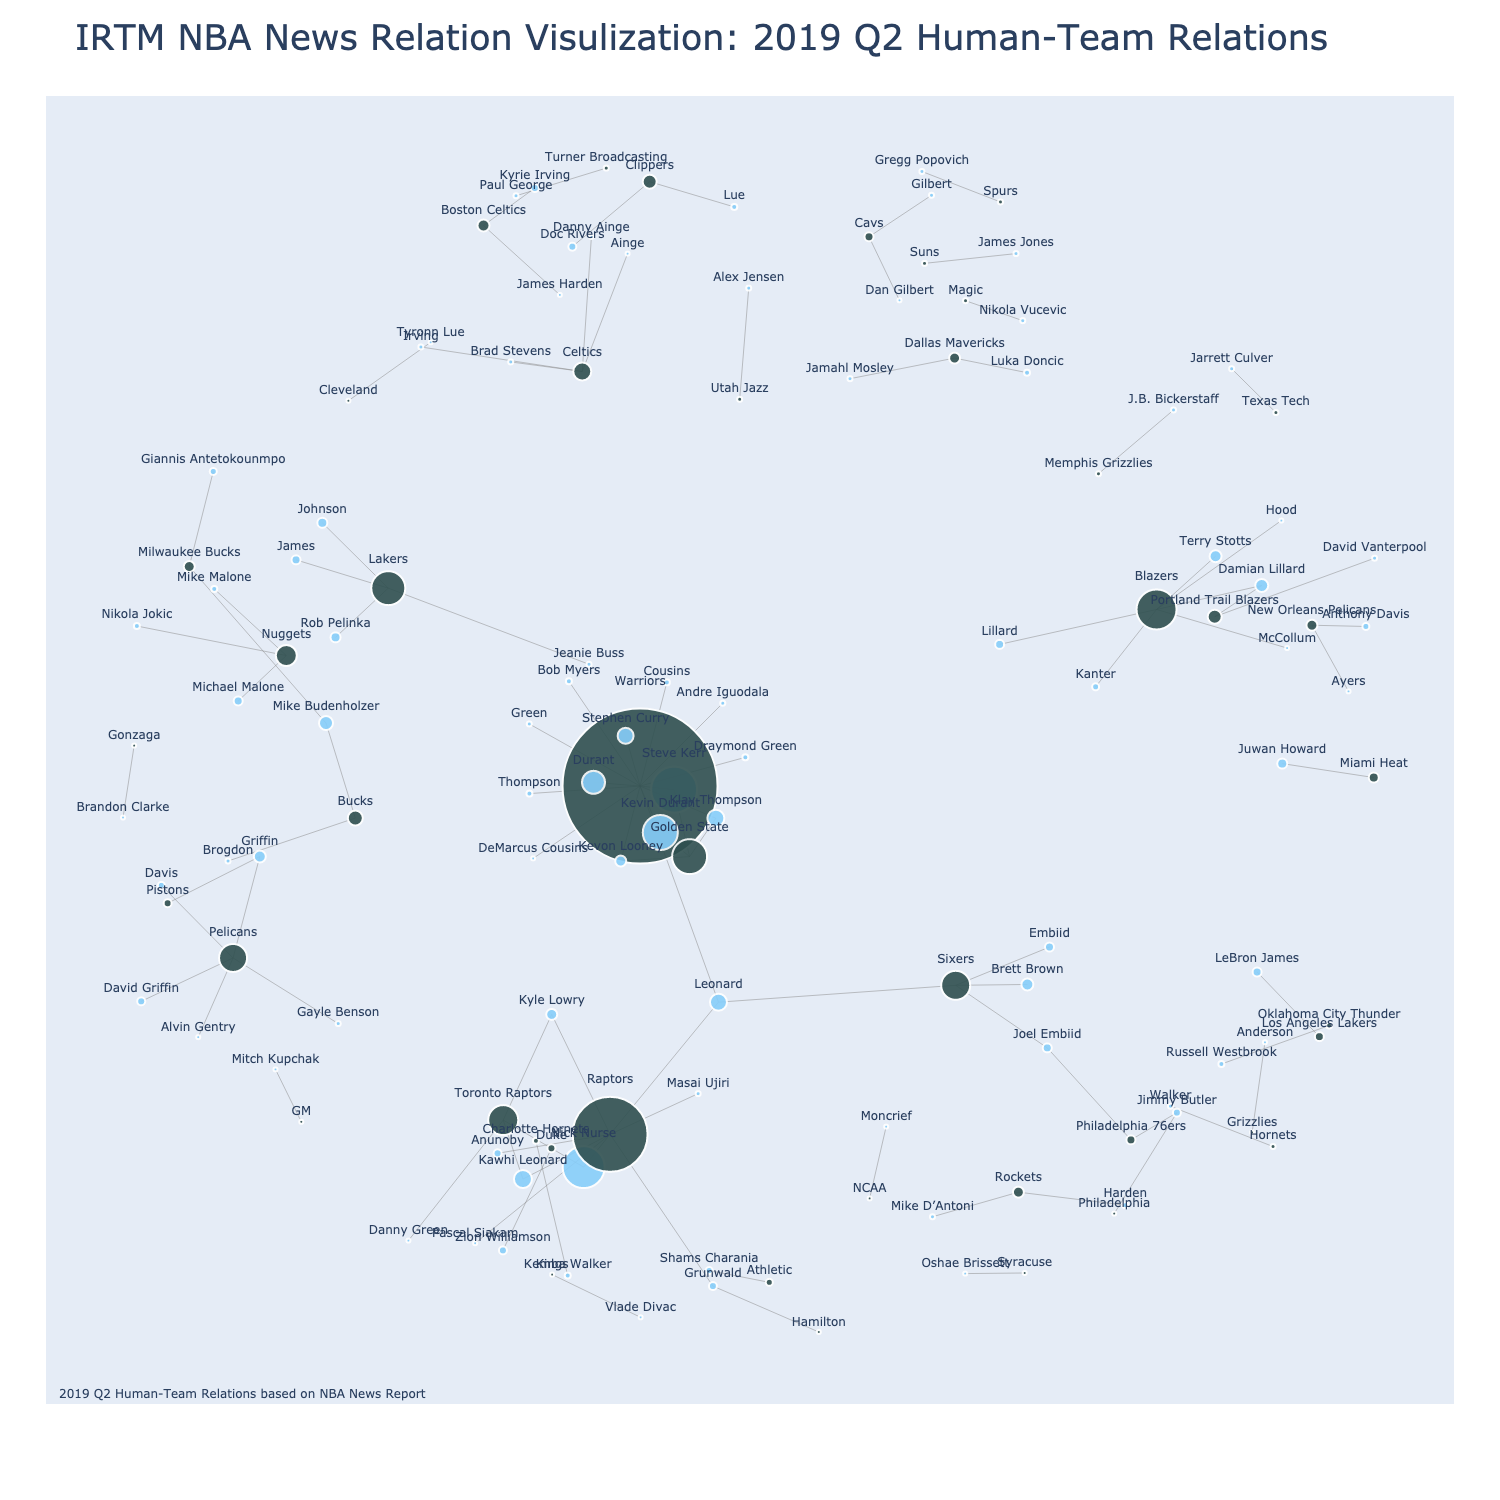 IRTM NBA News Relation Visulization: 2019 Q2 Human-Team Relations
Turner Broadcasting
Clippers
Gregg Popovich
Kyrie Irving
Paul George
Gilbert
Spurs
Lue
Boston Celtics
Cavs
Danny Ainge
Doc Rivers
Ainge
James Jones
Suns
Alex Jensen
James Harden
Dan Gilbert
Magic
Nikola Vucevic
Tyronn Lue
Irving
Brad Stevens
Celtics
Dallas Mavericks
Luka Doncic
Jamahl Mosley
Jarrett Culver
Cleveland
Utah Jazz
J.B. Bickerstaff
Texas Tech
Giannis Antetokounmpo
Memphis Grizzlies
Johnson
Hood
James
Terry Stotts
Milwaukee Bucks
Lakers
David Vanterpool
Mike Malone
Blazers
Damian Lillard
Portland Trail Blazers
Nikola Jokic
Rob Pelinka
New Orleans Pelicans
Anthony Davis
Nuggets
Lillard
McCollum
Jeanie Buss
Bob Myers
Cousins
Warriors
Kanter
Ayers
Michael Malone
Andre Iguodala
Mike Budenholzer
Green
Stephen Curry
Gonzaga
Steve Kerr
Draymond Green
Juwan Howard
Durant
Miami Heat
Thompson
Brandon Clarke
Bucks
Kevin Durant
Klay Thompson
Golden State
Griffin
Brogdon
DeMarcus Cousins
Kevon Looney
Davis
Pistons
Pelicans
Embiid
Sixers
LeBron James
Brett Brown
David Griffin
Leonard
Kyle Lowry
Gayle Benson
Oklahoma City Thunder
Los Angeles Lakers
Alvin Gentry
Joel Embiid
Anderson
Mitch Kupchak
Russell Westbrook
Raptors
Masai Ujiri
Toronto Raptors
Walker
Jimmy Butler
GM
Moncrief
Grizzlies
Charlotte Hornets
Duke
Nick Nurse
Philadelphia 76ers
Hornets
Anunoby
Kawhi Leonard
Rockets
NCAA
Harden
Mike D’Antoni
Philadelphia
Danny Green
Pascal Siakam
Zion Williamson
Shams Charania
Kemba Walker
Kings
Grunwald
Athletic
Oshae Brissett
Syracuse
Vlade Divac
Hamilton
2019 Q2 Human-Team Relations based on NBA News Report